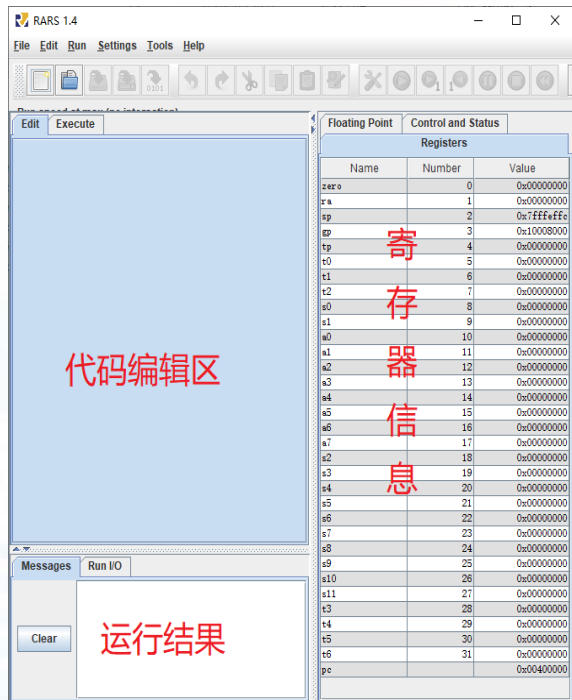 RARS 1.4
File Edit Run Settings Tools Help
Run speed at max (no interaction)
Edit Execute
代码编辑区
Messages Run I/O
Clear
运行结果
Floating Point Control and Status
Registers
Name Number Value
zero 0 0x00000000
ra 1 0x00000000
sp 2 0x7fffeffc
gp 3 0x10008000
tp 4 0x00000000
t0 5 0x00000000
t1 6 0x00000000
t2 7 0x00000000
s0 8 0x00000000
s1 9 0x00000000
a0 10 0x00000000
a1 11 0x00000000
a2 12 0x00000000
a3 13 0x00000000
a4 14 0x00000000
a5 15 0x00000000
a6 16 0x00000000
a7 17 0x00000000
s2 18 0x00000000
s3 19 0x00000000
s4 20 0x00000000
s5 21 0x00000000
s6 22 0x00000000
s7 23 0x00000000
s8 24 0x00000000
s9 25 0x00000000
s10 26 0x00000000
s11 27 0x00000000
t3 28 0x00000000
t4 29 0x00000000
t5 30 0x00000000
t6 31 0x00000000
pc 0x00400000
寄存器信息